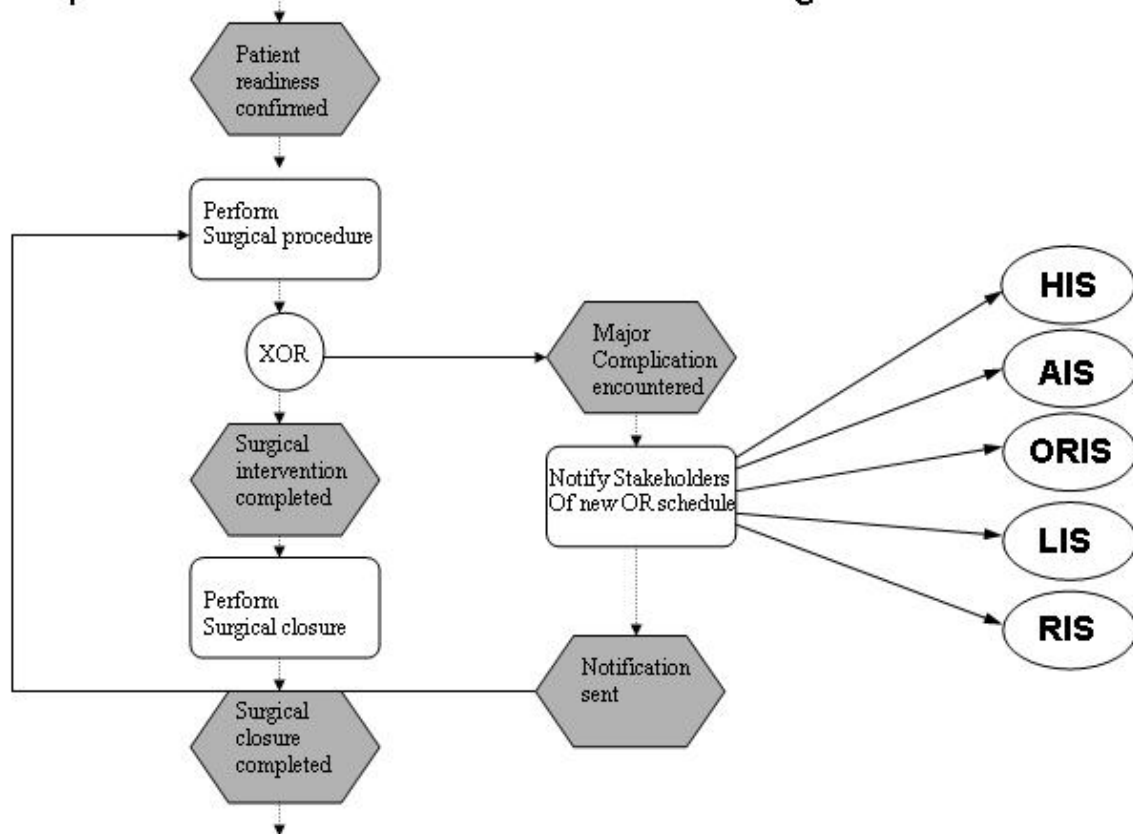 Patient
readiness
confirmed
Perform
Surgical procedure
XOR
Major
Complication
encountered
HIS
AIS
ORIS
LIS
RIS
Surgical
intervention
completed
Notify Stakeholders
Of new OR schedule
Perform
Surgical closure
Notification
sent
Surgical
closure
completed